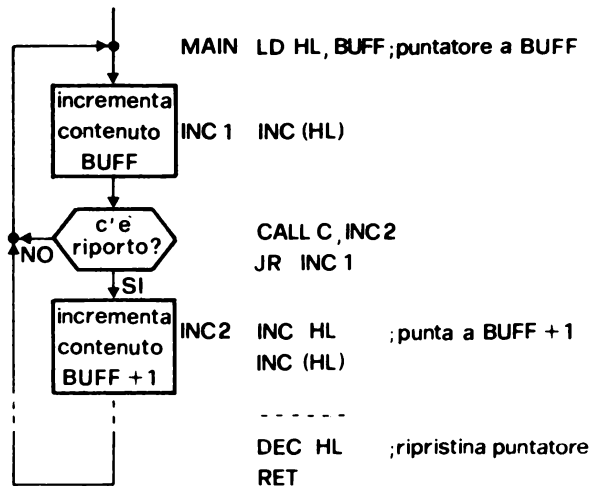 MAIN LD HL, BUFF ;puntatore a BUFF
incrementa
contenuto
BUFF
INC 1 INC (HL)
c'è
riporto?
NO
SI
CALL C, INC2
JR INC 1
incrementa
contenuto
BUFF + 1
INC2 INC HL ;punta a BUFF + 1
INC (HL)
------
DEC HL ;ripristina puntatore
RET